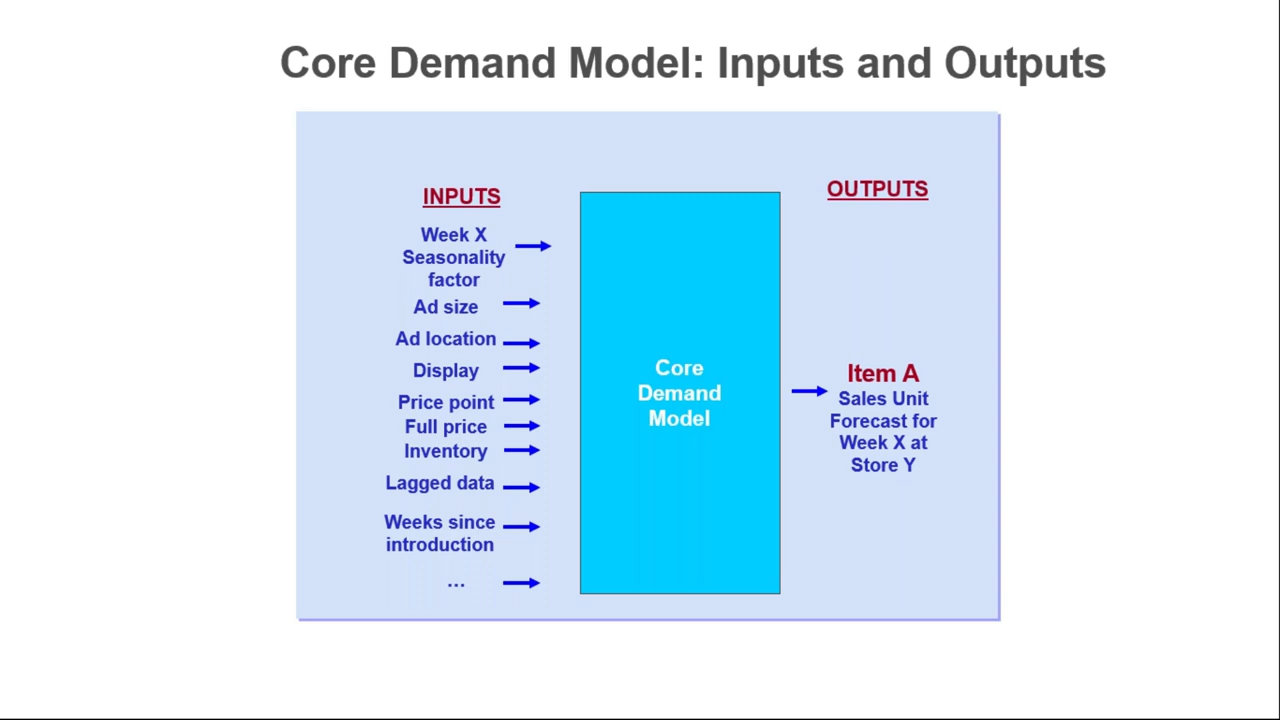 Core Demand Model: Inputs and Outputs
INPUTS
Week X
Seasonality
factor
Ad size
Ad location
Display
Price point
Full price
Inventory
Lagged data
Weeks since
introduction
...
Core
Demand
Model
OUTPUTS
Item A
Sales Unit
Forecast for
Week X at
Store Y